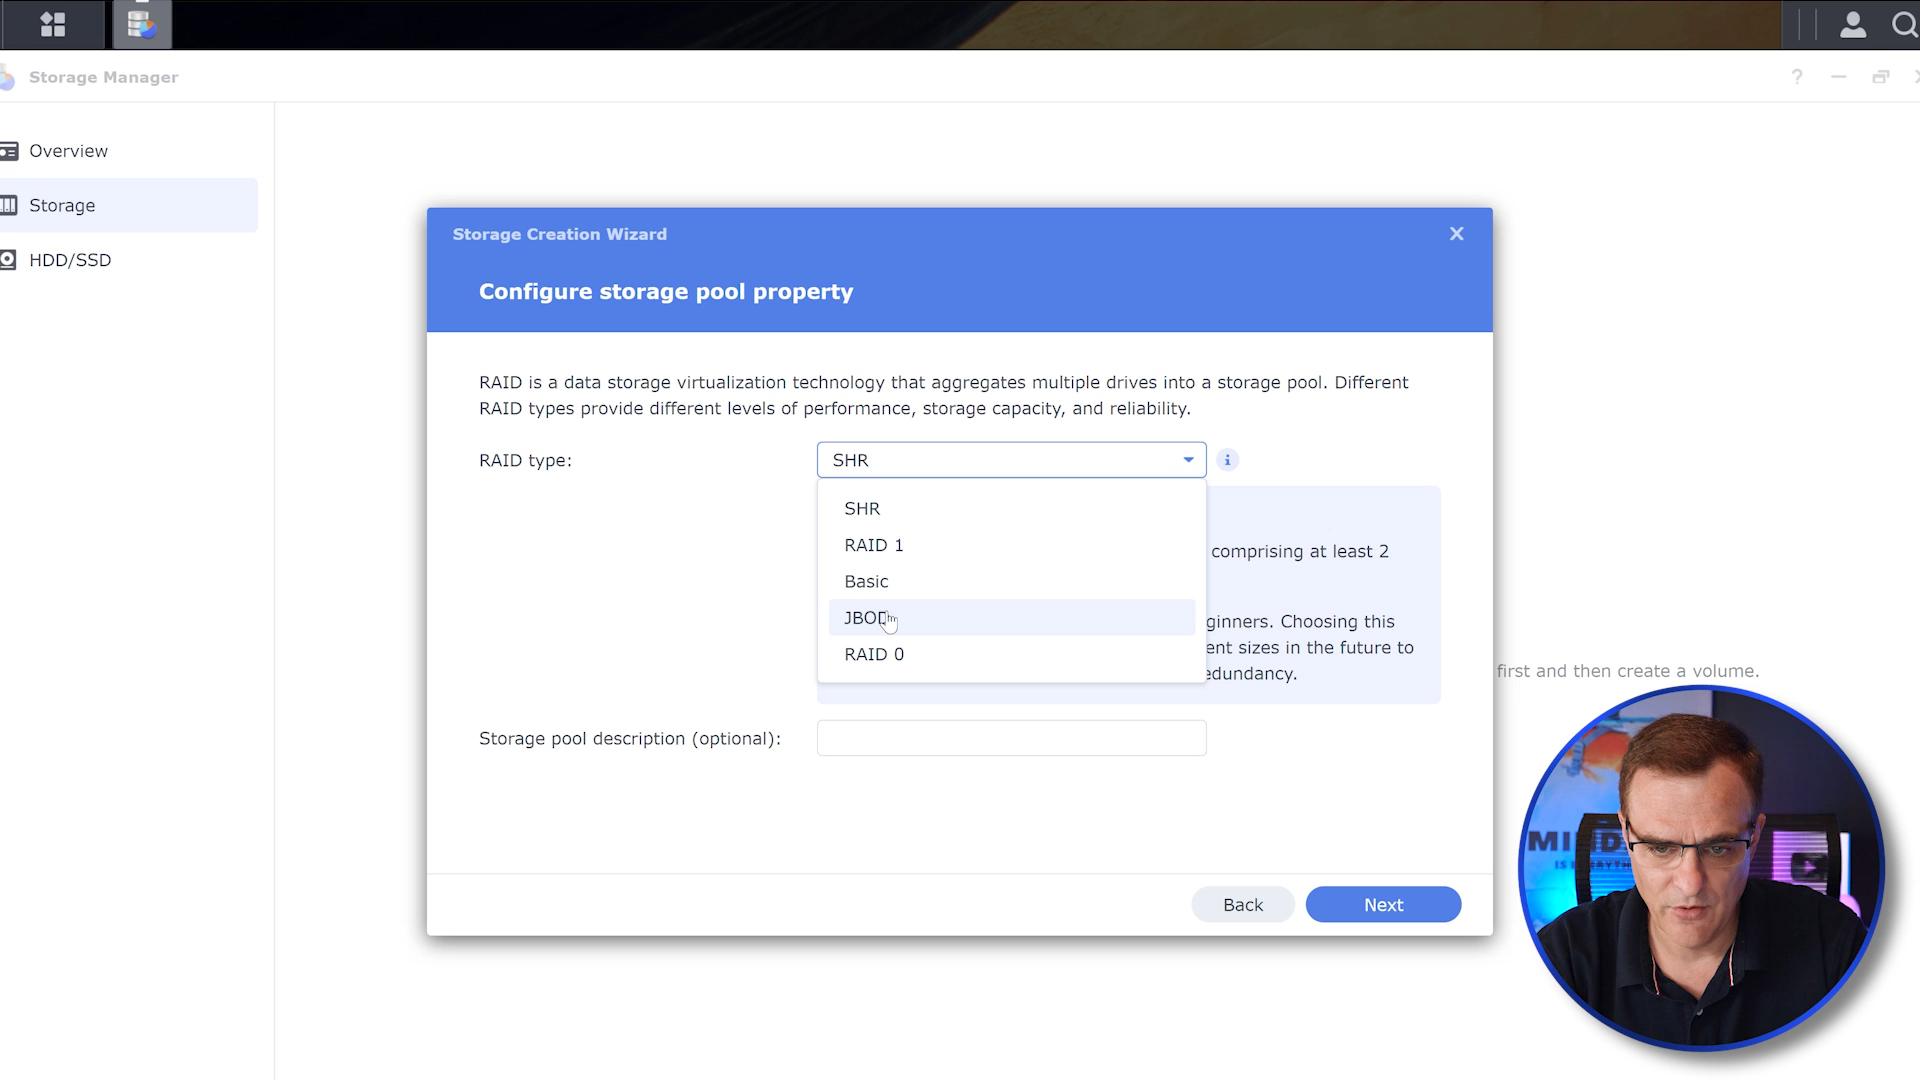 Storage Manager
?
Overview
Storage
HDD/SSD
Storage Creation Wizard
Configure storage pool property
RAID is a data storage virtualization technology that aggregates multiple drives into a storage pool. Different
RAID types provide different levels of performance, storage capacity, and reliability.
RAID type:
SHR
i
SHR
RAID 1
Basic
JBOD
RAID 0
comprising at least 2
ginners. Choosing this
ent sizes in the future to
edundancy.
first and then create a volume.
Storage pool description (optional):
Back
Next
MIND
IS